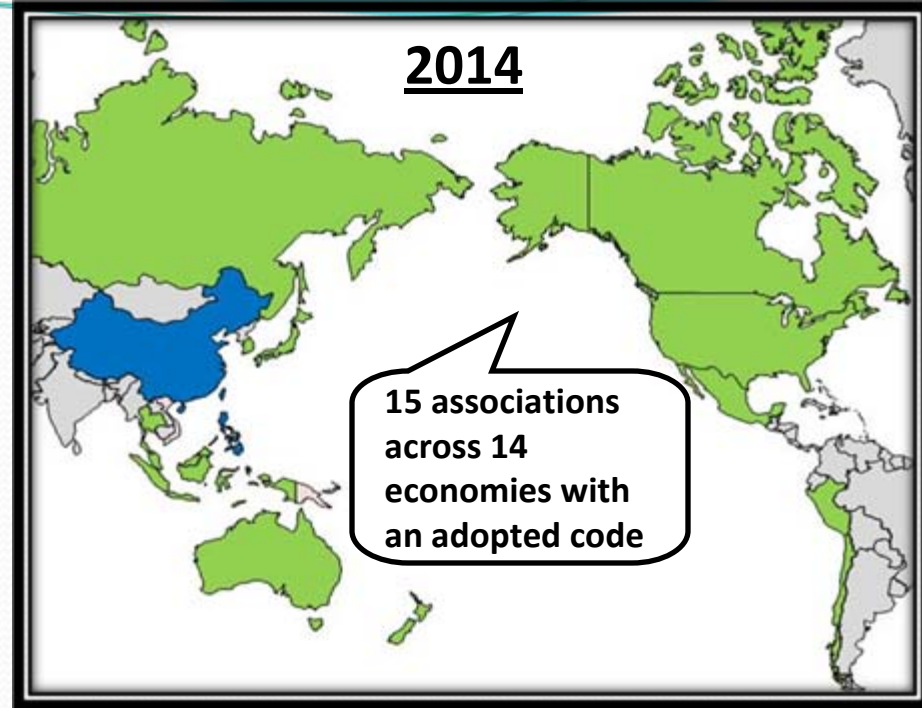 2014
15 associations
across 14
economies with
an adopted code